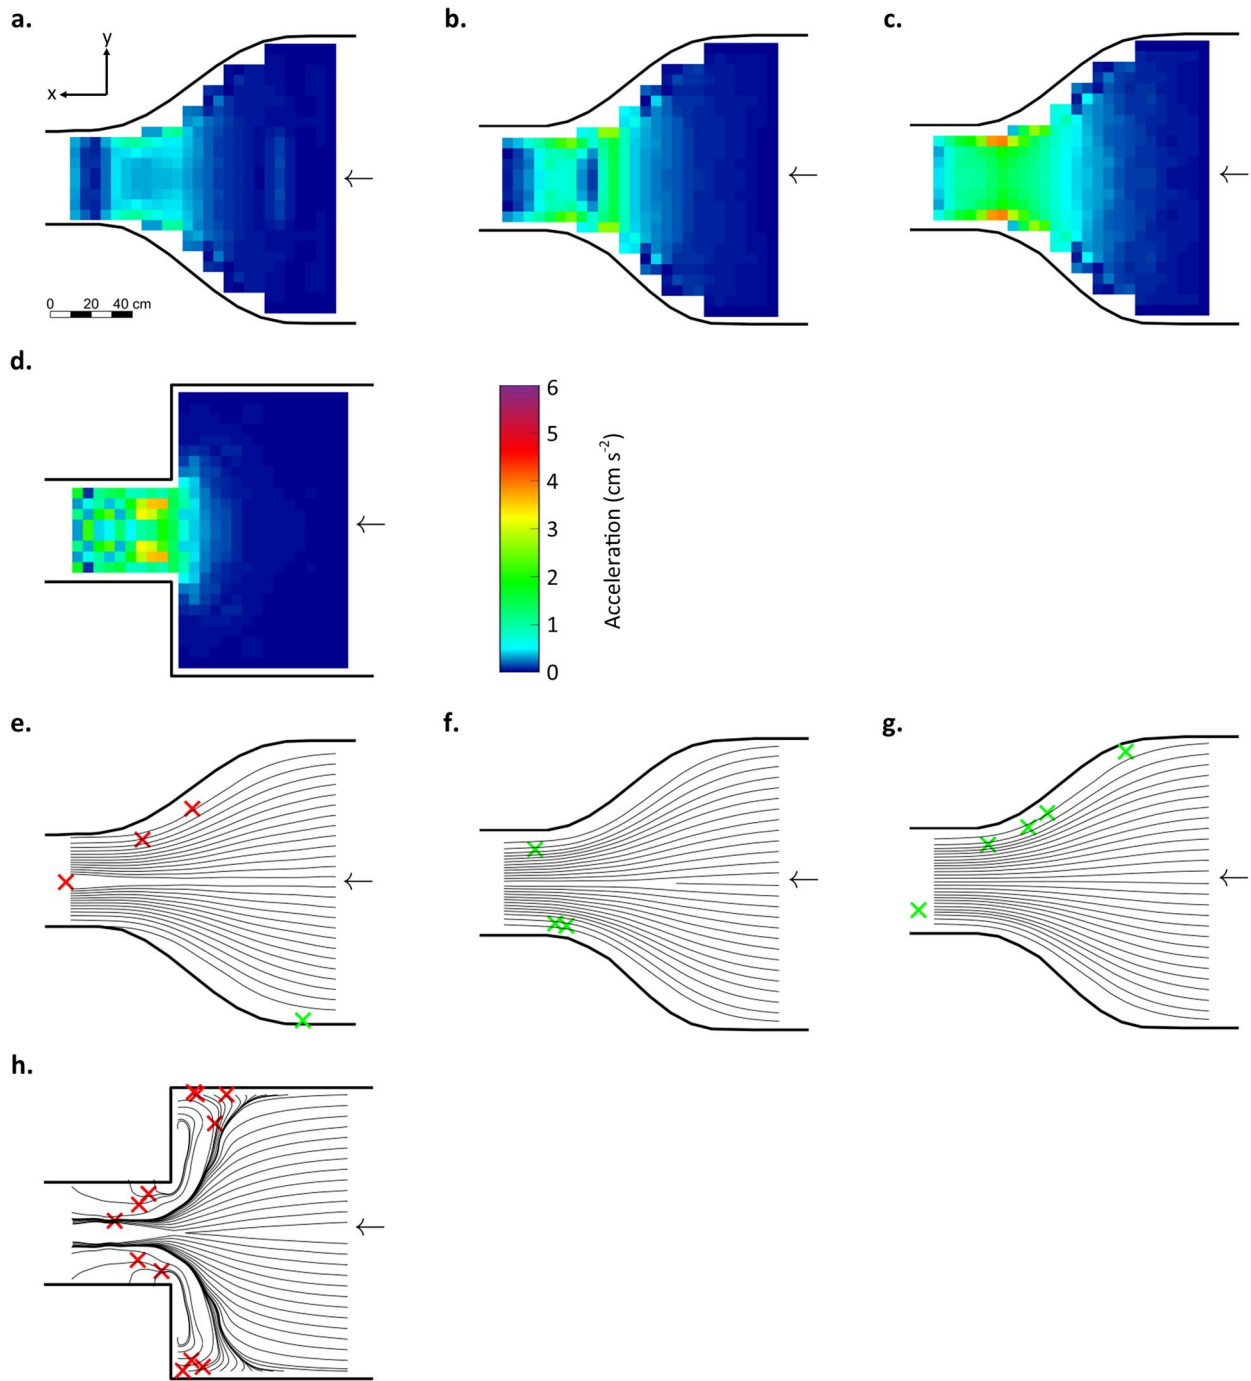 a.
b.
c.
y
x
0 20 40 cm
d.
6
5
4
3
2
1
0
Acceleration (cm s-2)
e.
f.
g.
h.